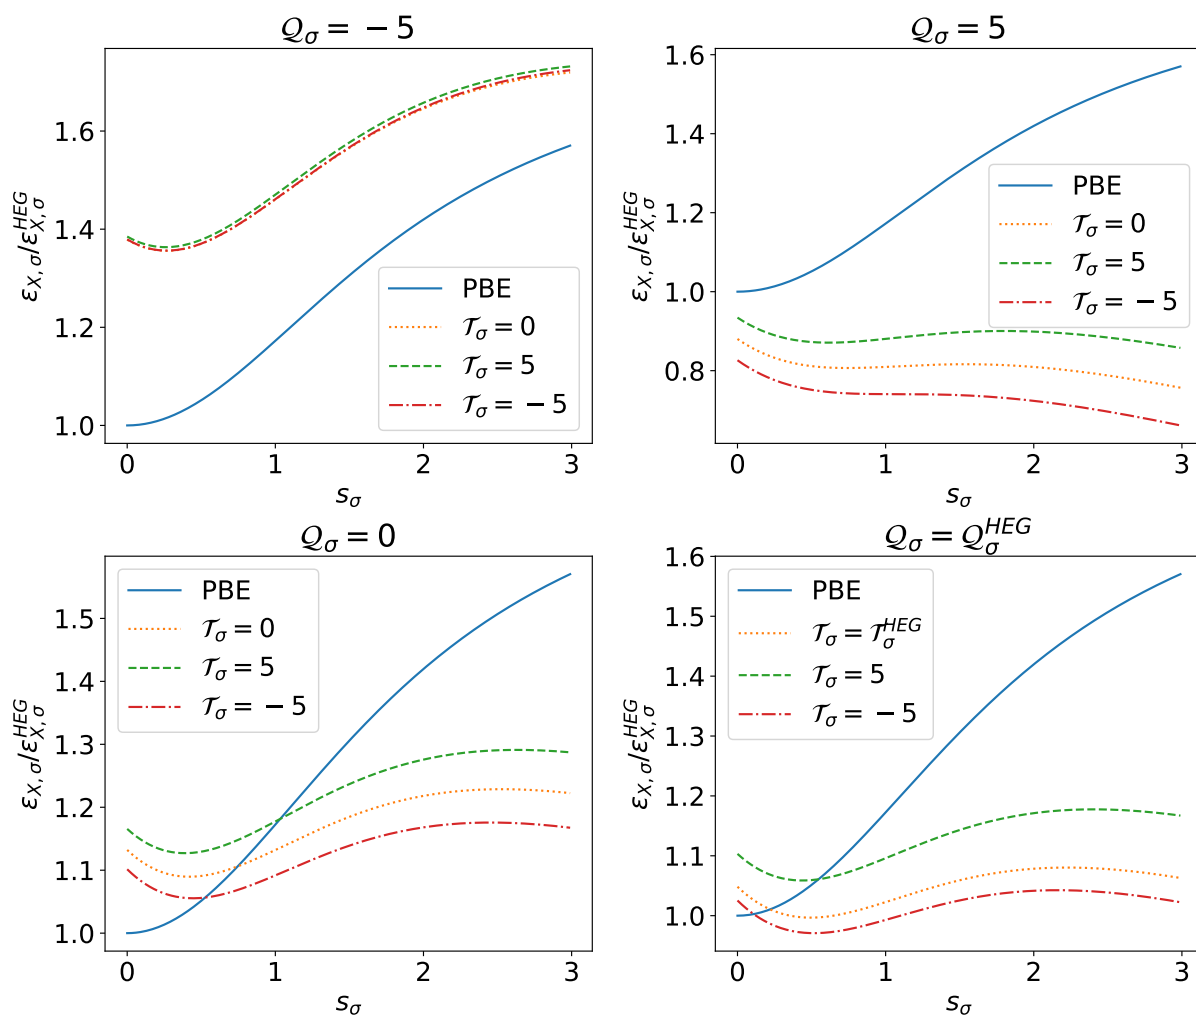 𝒬σ = −5
εX, σ/εX, σHEG
1.6
1.4
1.2
1.0
0 1 2 3
sσ
PBE
𝒯σ = 0
𝒯σ = 5
𝒯σ = −5
𝒬σ = 5
εX, σ/εX, σHEG
1.6
1.4
1.2
1.0
0.8
0 1 2 3
sσ
PBE
𝒯σ = 0
𝒯σ = 5
𝒯σ = −5
𝒬σ = 0
εX, σ/εX, σHEG
1.5
1.4
1.3
1.2
1.1
1.0
0 1 2 3
sσ
PBE
𝒯σ = 0
𝒯σ = 5
𝒯σ = −5
𝒬σ = 𝒬σHEG
εX, σ/εX, σHEG
1.6
1.5
1.4
1.3
1.2
1.1
1.0
0 1 2 3
sσ
PBE
𝒯σ = 𝒯σHEG
𝒯σ = 5
𝒯σ = −5